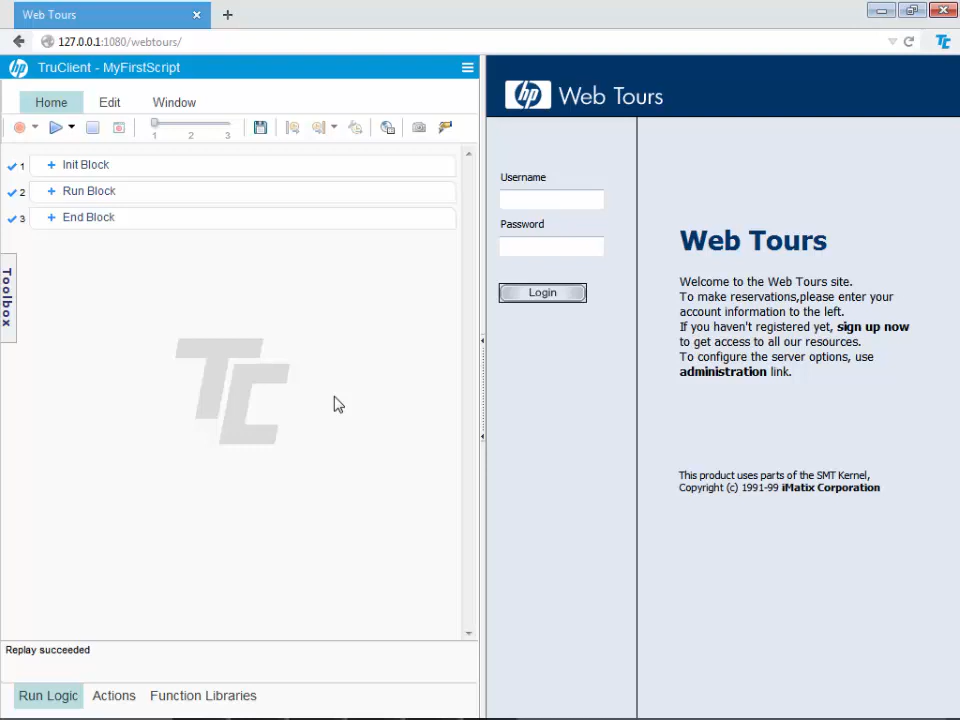 Web Tours
127.0.0.1:1080/webtours/
TC
hp TruClient - MyFirstScript
Home Edit Window
1 2 3
1 + Init Block
2 + Run Block
3 + End Block
Toolbox
TC
Replay succeeded
Run Logic Actions Function Libraries
hp Web Tours
Username
Password
Login
Web Tours
Welcome to the Web Tours site.
To make reservations,please enter your
account information to the left.
If you haven't registered yet, sign up now
to get access to all our resources.
To configure the server options, use
administration link.
This product uses parts of the SMT Kernel,
Copyright (c) 1991-99 iMatix Corporation